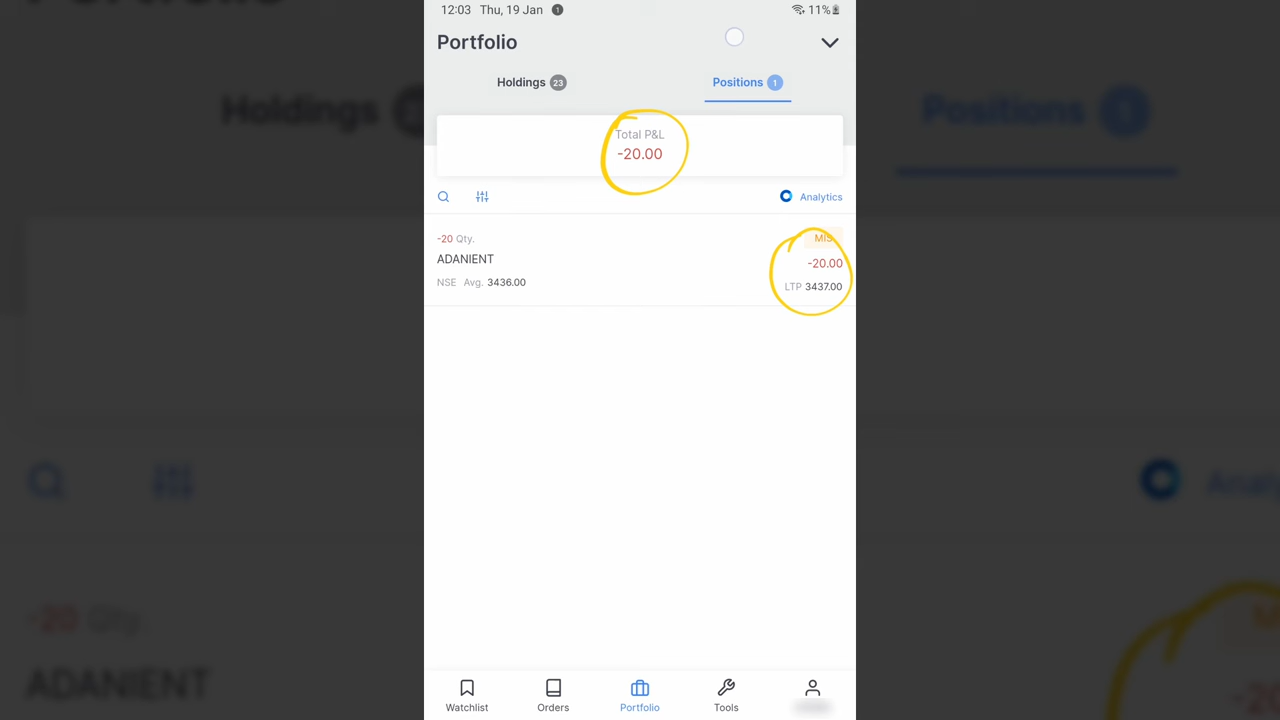 12:03 Thu, 19 Jan 1 11%
Portfolio
Holdings 23 Positions 1
Total P&L
-20.00
Analytics
-20 Qty. MIS
ADANIENT -20.00
NSE Avg. 3436.00 LTP 3437.00
Watchlist Orders Portfolio Tools